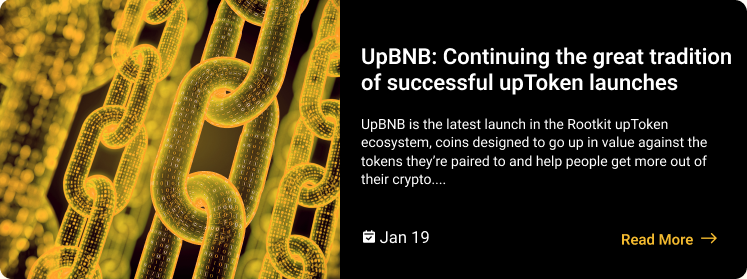 UpBNB: Continuing the great tradition
of successful upToken launches
UpBNB is the latest launch in the Rootkit upToken
ecosystem, coins designed to go up in value against the
tokens they're paired to and help people get more out of
their crypto....
Jan 19
Read More